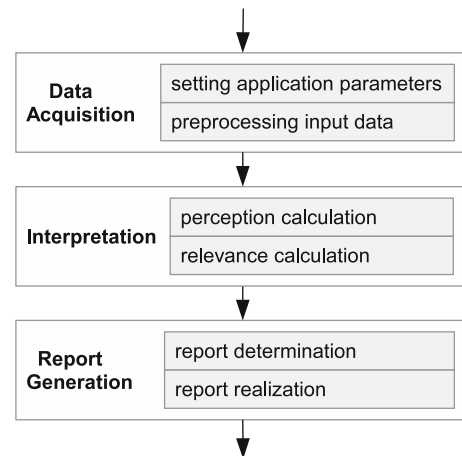 Data
Acquisition
setting application parameters
preprocessing input data
Interpretation
perception calculation
relevance calculation
Report
Generation
report determination
report realization